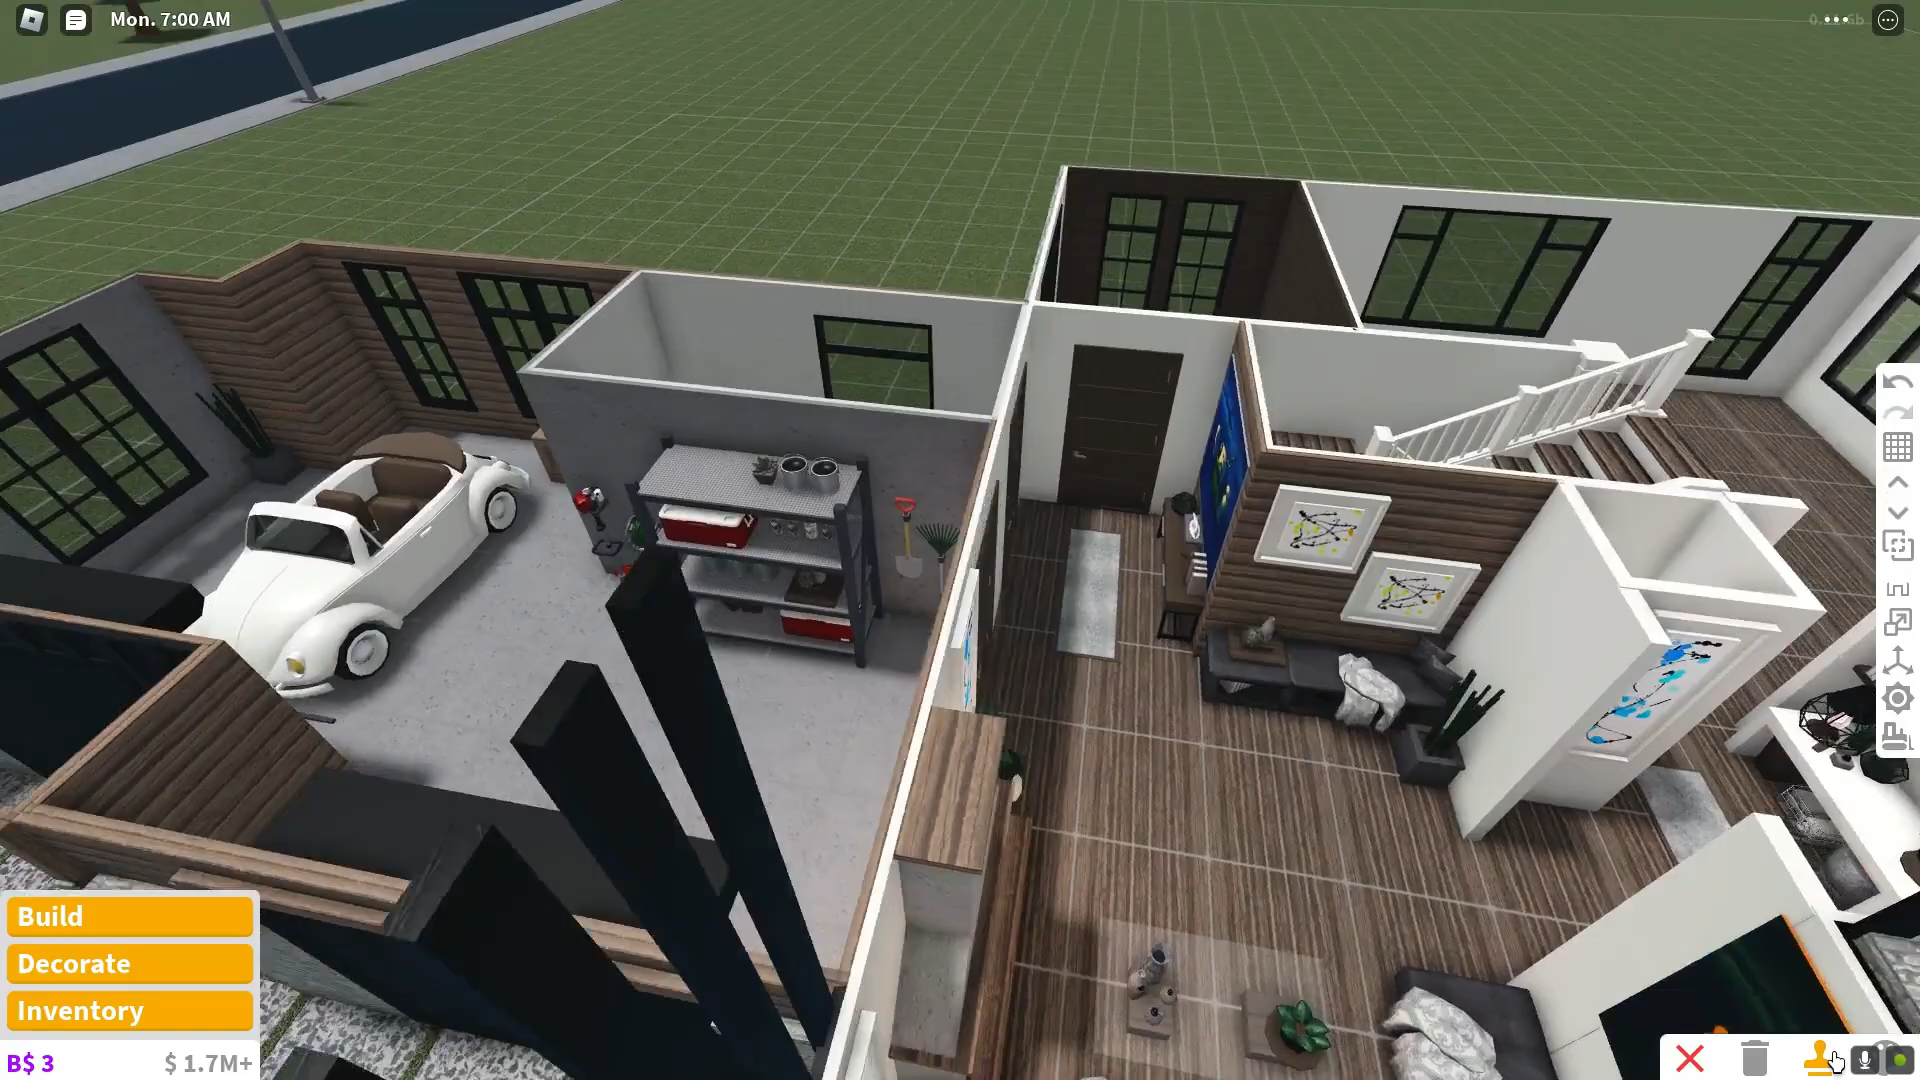 Mon. 7:00 AM
Build
Decorate
Inventory
B$ 3
$ 1.7M+